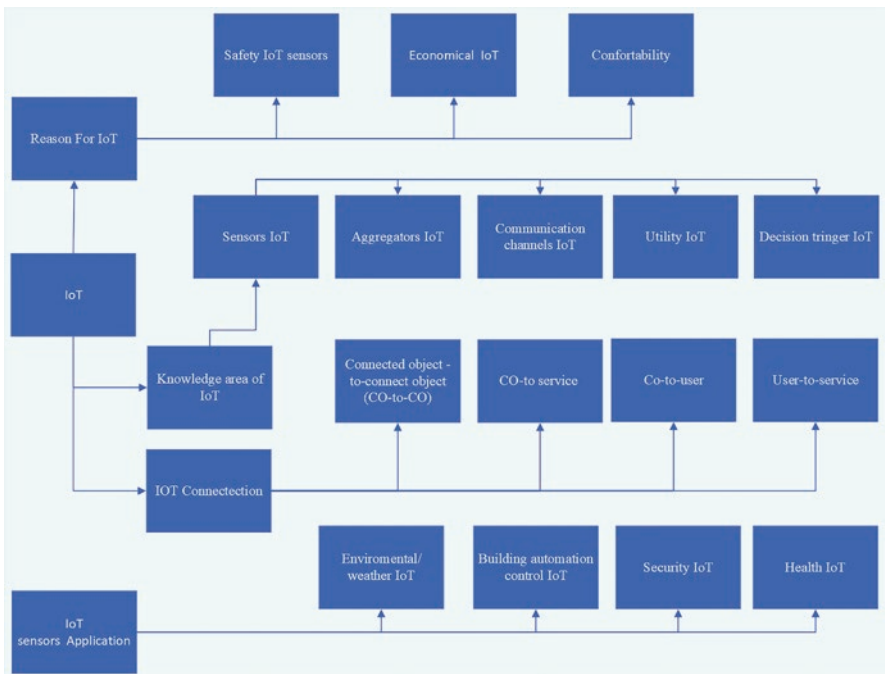 Safety IoT sensors
Economical IoT
Confortability
Reason For IoT
Sensors IoT
Aggregators IoT
Communication
channels IoT
Utility IoT
Decision tringer IoT
IoT
Knowledge area of
IoT
Connected object -
to-connect object
(CO-to-CO)
CO-to service
Co-to-user
User-to-service
IOT Connectection
Enviromental/
weather IoT
Building automation
control IoT
Security IoT
Health IoT
IoT
sensors Application